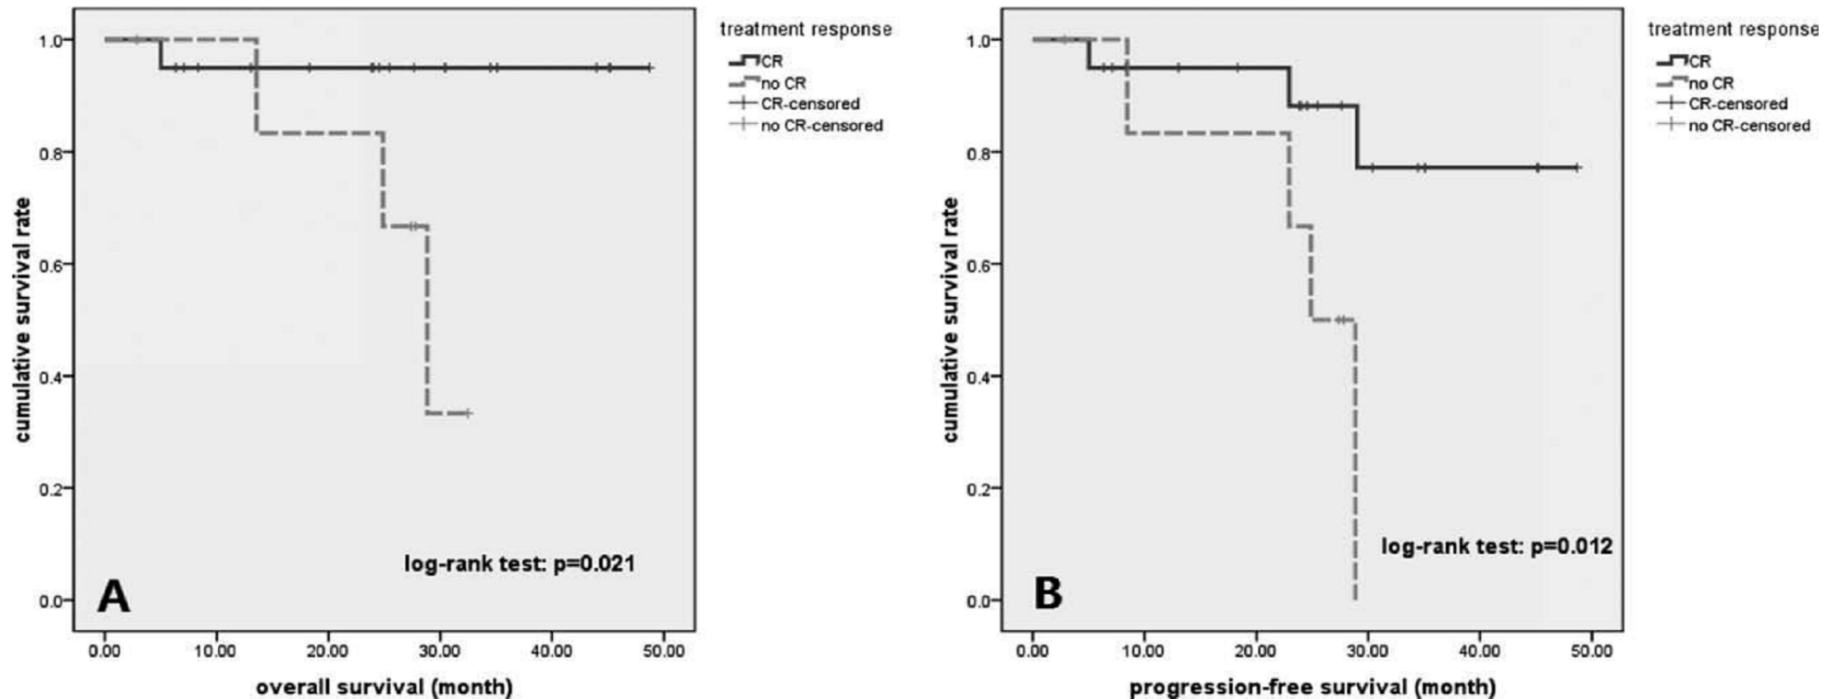 treatment response
CR
no CR
CR-censored
no CR-censored
1.0
0.8
0.6
0.4
0.2
0.0
cumulative survival rate
log-rank test: p=0.021
A
0.00 10.00 20.00 30.00 40.00 50.00
overall survival (month)
treatment response
CR
no CR
CR-censored
no CR-censored
1.0
0.8
0.6
0.4
0.2
0.0
cumulative survival rate
log-rank test: p=0.012
B
0.00 10.00 20.00 30.00 40.00 50.00
progression-free survival (month)